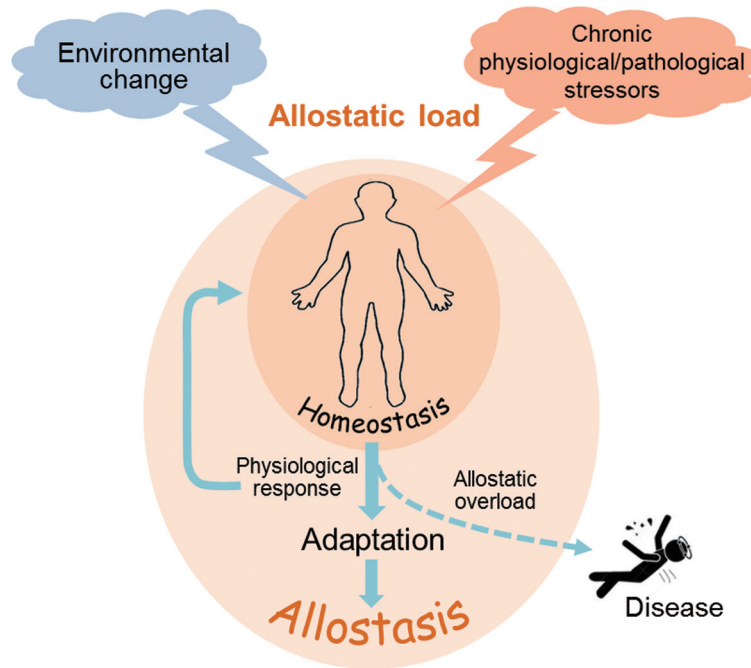 Environmental
change
Chronic
physiological/pathological
stressors
Allostatic load
Homeostasis
Physiological
response
Allostatic
overload
Adaptation
Disease
Allostasis